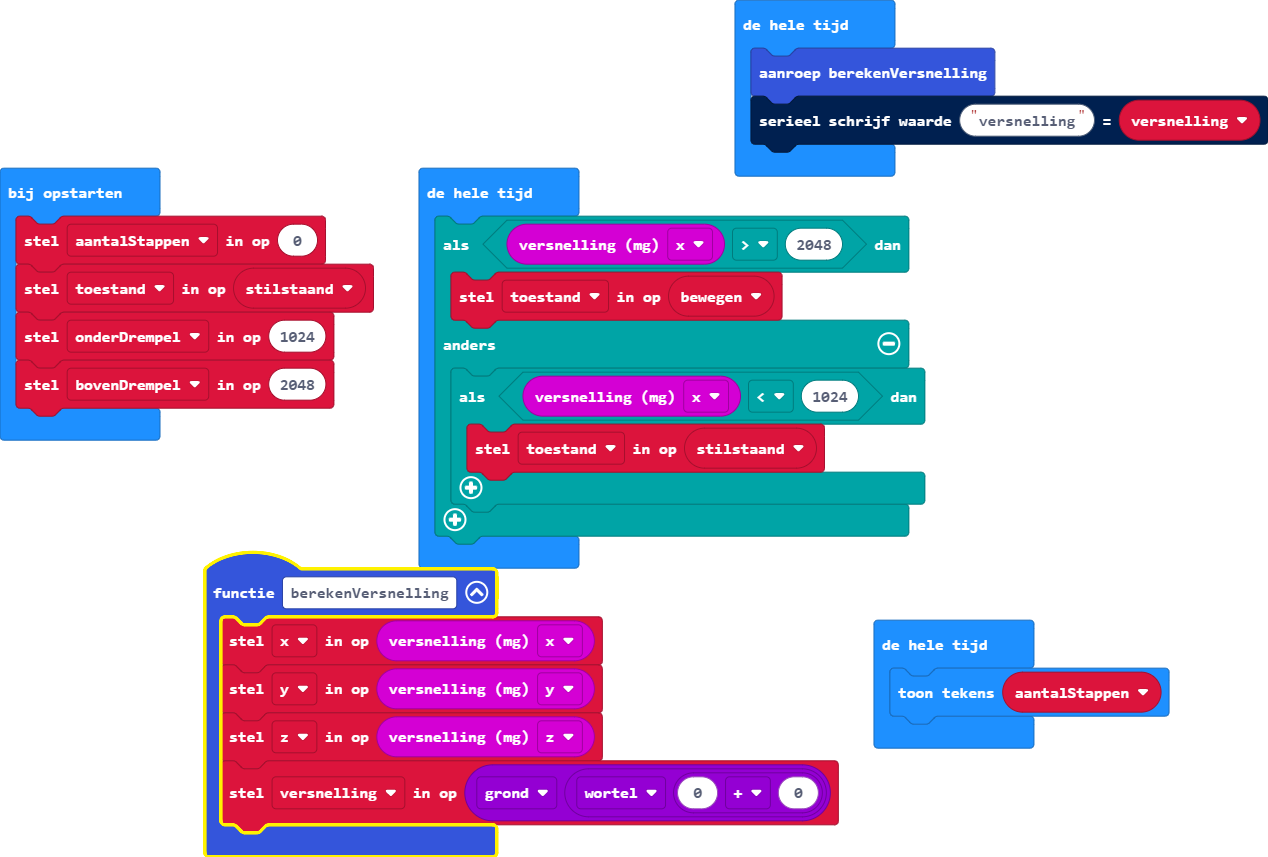 de hele tijd
aanroep berekenVersnelling
serieel schrijf waarde "versnelling" = versnelling
bij opstarten
stel aantalStappen in op 0
stel toestand in op stilstaand
stel onderDrempel in op 1024
stel bovenDrempel in op 2048
de hele tijd
als versnelling (mg) x > 2048 dan
stel toestand in op bewegen
anders
als versnelling (mg) x < 1024 dan
stel toestand in op stilstaand
functie berekenVersnelling
stel x in op versnelling (mg) x
stel y in op versnelling (mg) y
stel z in op versnelling (mg) z
stel versnelling in op grond wortel 0 + 0
de hele tijd
toon tekens aantalStappen